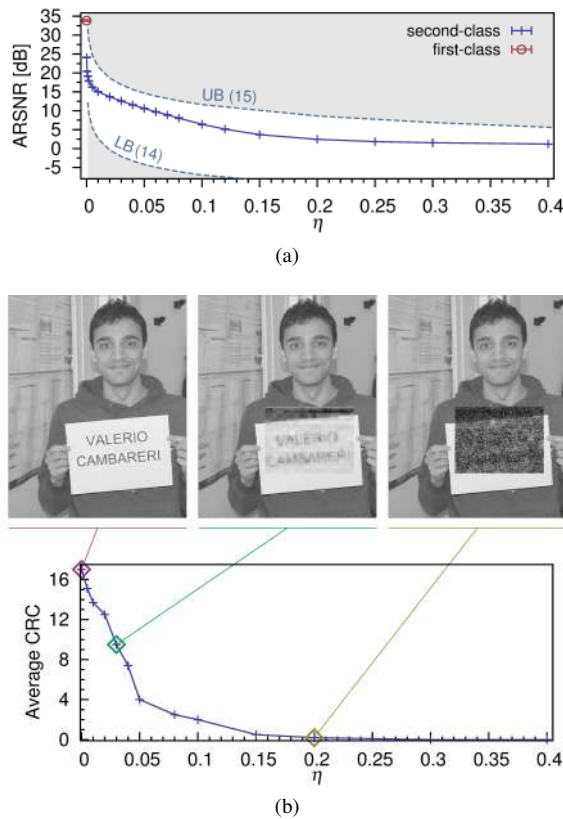 35
30
25
20
15
10
5
0
-5
ARSNR [dB]
second-class
first-class
UB (15)
LB (14)
0 0.05 0.1 0.15 0.2 0.25 0.3 0.35 0.4
η
(a)
VALERIO
CAMBARERI
VALERIO
CAMBARERI
16
12
8
4
0
Average CRC
0 0.05 0.1 0.15 0.2 0.25 0.3 0.35 0.4
η
(b)